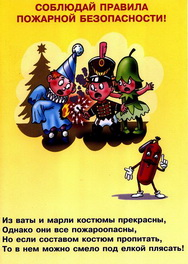 СОБЛЮДАЙ ПРАВИЛА
ПОЖАРНОЙ БЕЗОПАСНОСТИ!
Из ваты и марли костюмы прекрасны,
Однако они все пожароопасны,
Но если составом костюм пропитать,
То в нем можно смело под елкой плясать!